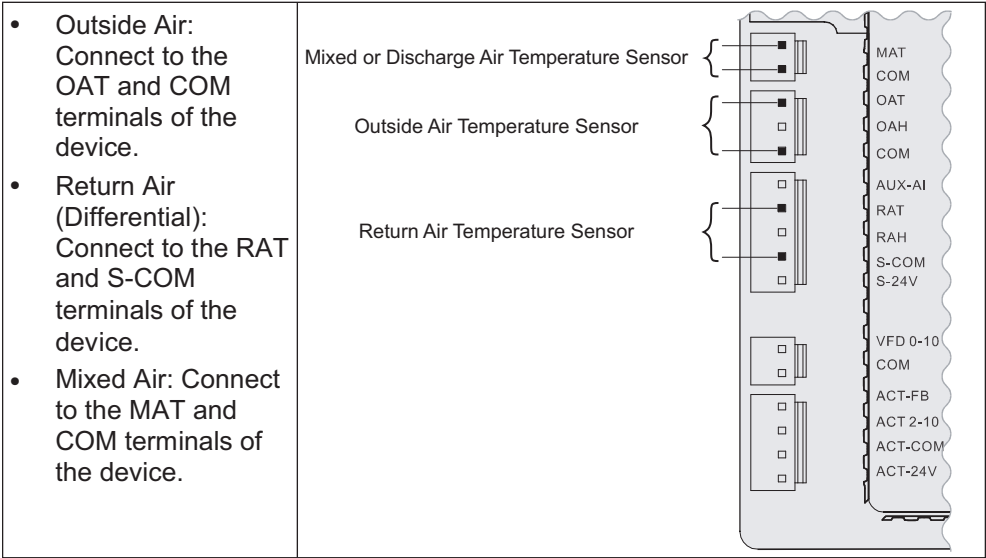 • Outside Air:
Connect to the
OAT and COM
terminals of the
device.
• Return Air
(Differential):
Connect to the RAT
and S-COM
terminals of the
device.
• Mixed Air: Connect
to the MAT and
COM terminals of
the device.
Mixed or Discharge Air Temperature Sensor
Outside Air Temperature Sensor
Return Air Temperature Sensor
MAT
COM
OAT
OAH
COM
AUX-AI
RAT
RAH
S-COM
S-24V
VFD 0-10
COM
ACT-FB
ACT 2-10
ACT-COM
ACT-24V